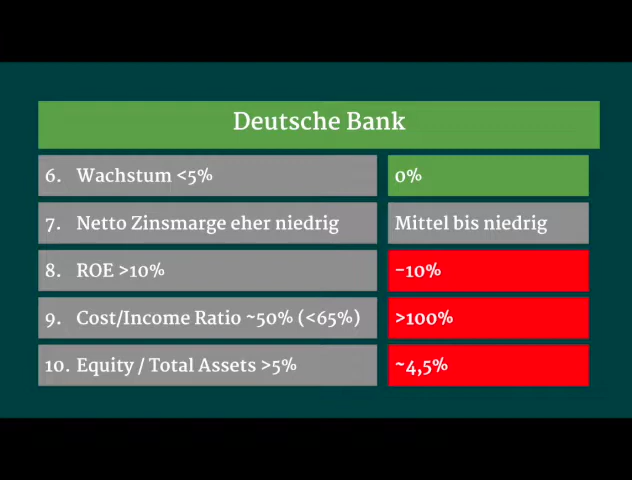 Deutsche Bank
6. Wachstum <5% 0%
7. Netto Zinsmarge eher niedrig Mittel bis niedrig
8. ROE >10% -10%
9. Cost/Income Ratio ~50% (<65%) >100%
10. Equity / Total Assets >5% ~4,5%